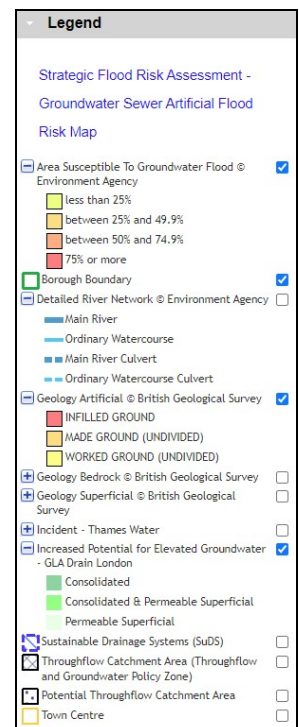 Legend
Strategic Flood Risk Assessment -
Groundwater Sewer Artificial Flood
Risk Map
Area Susceptible To Groundwater Flood ©
Environment Agency
less than 25%
between 25% and 49.9%
between 50% and 74.9%
75% or more
Borough Boundary
Detailed River Network © Environment Agency
Main River
Ordinary Watercourse
Main River Culvert
Ordinary Watercourse Culvert
Geology Artificial © British Geological Survey
INFILLED GROUND
MADE GROUND (UNDIVIDED)
WORKED GROUND (UNDIVIDED)
Geology Bedrock © British Geological Survey
Geology Superficial © British Geological
Survey
Incident - Thames Water
Increased Potential for Elevated Groundwater
- GLA Drain London
Consolidated
Consolidated & Permeable Superficial
Permeable Superficial
Sustainable Drainage Systems (SuDS)
Throughflow Catchment Area (Throughflow
and Groundwater Policy Zone)
Potential Throughflow Catchment Area
Town Centre